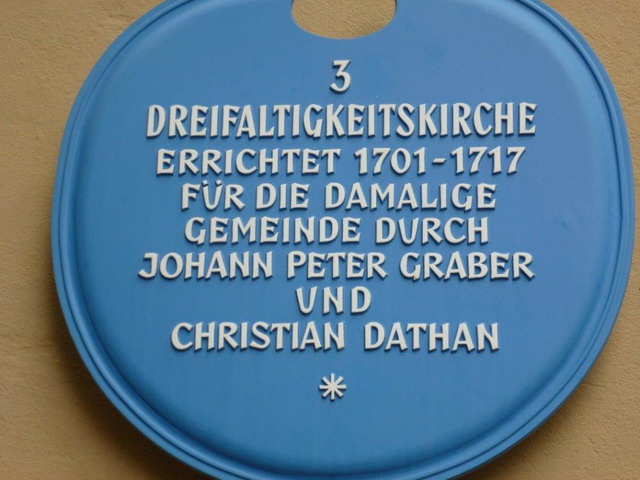 3
DREIFALTIGKEITSKIRCHE
ERRICHTET 1701-1717
FÜR DIE DAMALIGE
GEMEINDE DURCH
JOHANN PETER GRABER
UND
CHRISTIAN DATHAN
*